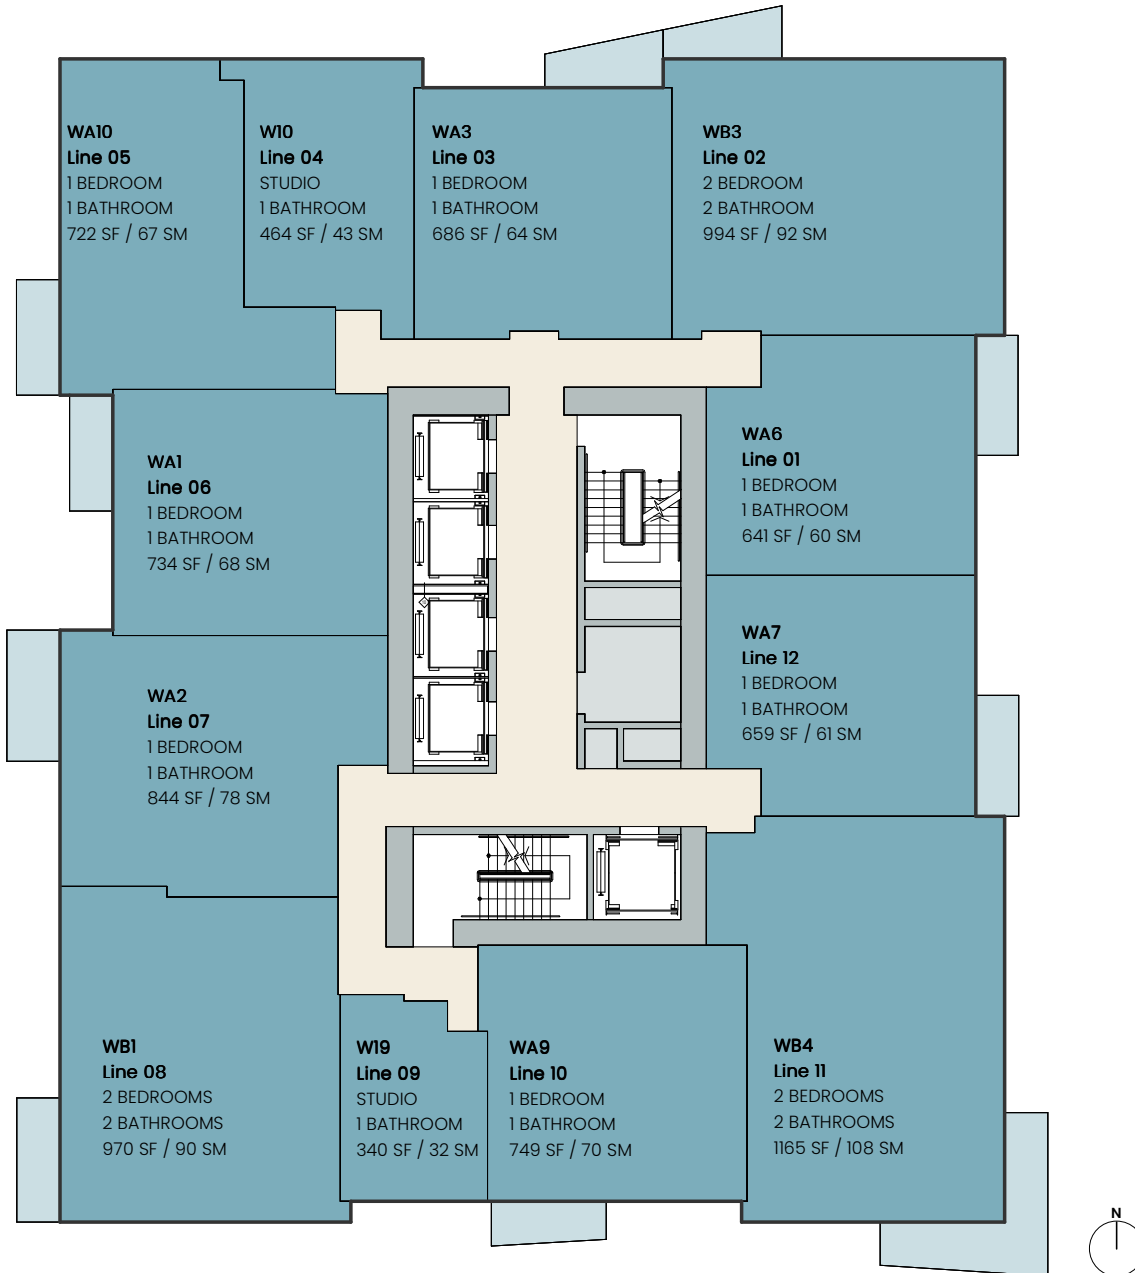 WA10
Line 05
1 BEDROOM
1 BATHROOM
722 SF / 67 SM
W10
Line 04
STUDIO
1 BATHROOM
464 SF / 43 SM
WA3
Line 03
1 BEDROOM
1 BATHROOM
686 SF / 64 SM
WB3
Line 02
2 BEDROOM
2 BATHROOM
994 SF / 92 SM
WA1
Line 06
1 BEDROOM
1 BATHROOM
734 SF / 68 SM
WA6
Line 01
1 BEDROOM
1 BATHROOM
641 SF / 60 SM
WA2
Line 07
1 BEDROOM
1 BATHROOM
844 SF / 78 SM
WA7
Line 12
1 BEDROOM
1 BATHROOM
659 SF / 61 SM
WB1
Line 08
2 BEDROOMS
2 BATHROOMS
970 SF / 90 SM
W19
Line 09
STUDIO
1 BATHROOM
340 SF / 32 SM
WA9
Line 10
1 BEDROOM
1 BATHROOM
749 SF / 70 SM
WB4
Line 11
2 BEDROOMS
2 BATHROOMS
1165 SF / 108 SM
N